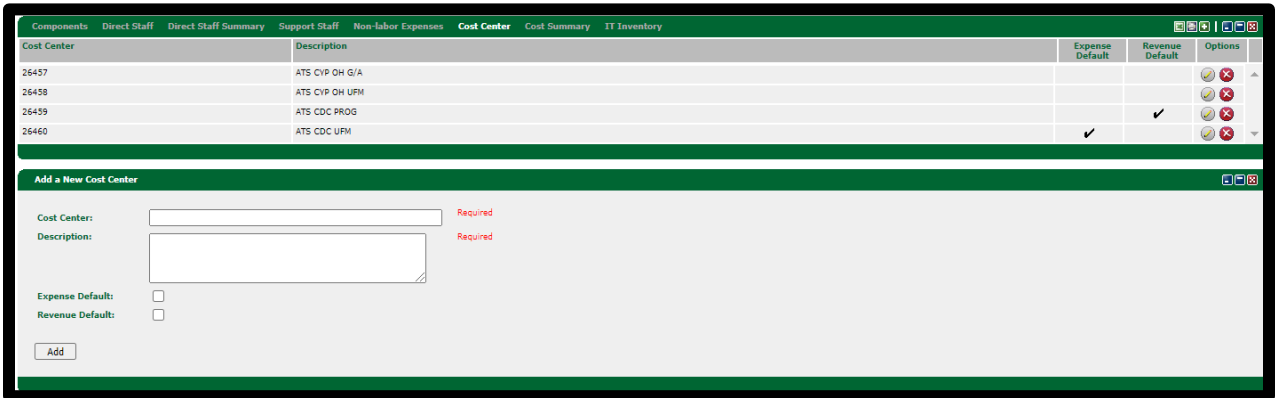 Components Direct Staff Direct Staff Summary Support Staff Non-labor Expenses Cost Center Cost Summary IT Inventory
Cost Center Description Expense Default Revenue Default Options
26457 ATS CYP OH G/A
26458 ATS CYP OH UFM
26459 ATS CDC PROG
26460 ATS CDC UFM
Add a New Cost Center
Cost Center: Required
Description: Required
Expense Default:
Revenue Default:
Add